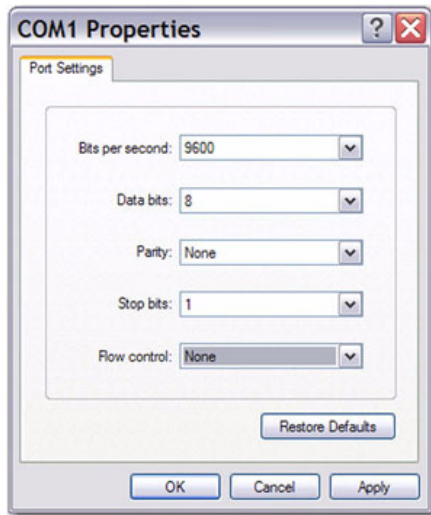 COM1 Properties
Port Settings
Bits per second: 9600
Data bits: 8
Parity: None
Stop bits: 1
Flow control: None
Restore Defaults
OK Cancel Apply